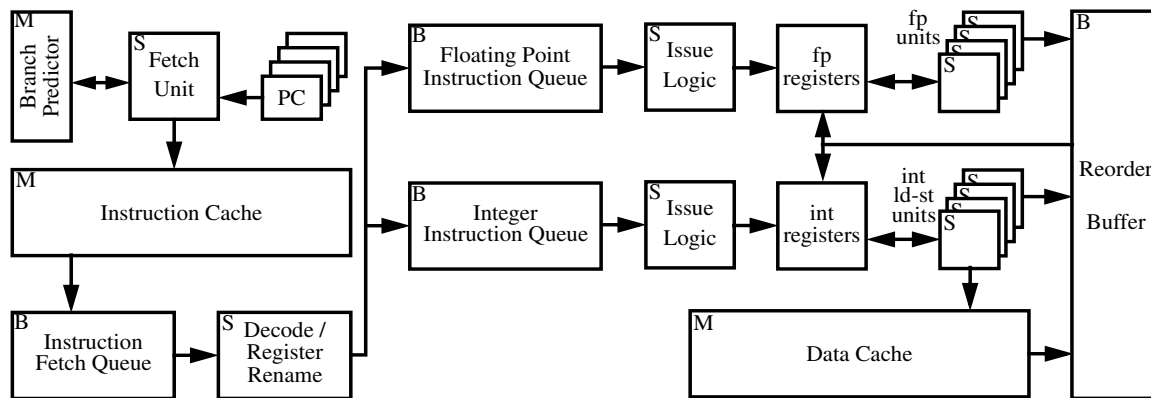 M
Branch
Predictor
S
Fetch
Unit
PC
M
Instruction Cache
B
Instruction
Fetch Queue
S
Decode /
Register
Rename
B
Floating Point
Instruction Queue
S
Issue
Logic
fp
registers
fp
units
S
S
S
S
B
Integer
Instruction Queue
S
Issue
Logic
int
registers
int
ld-st
units
S
S
S
S
M
Data Cache
B
Reorder
Buffer